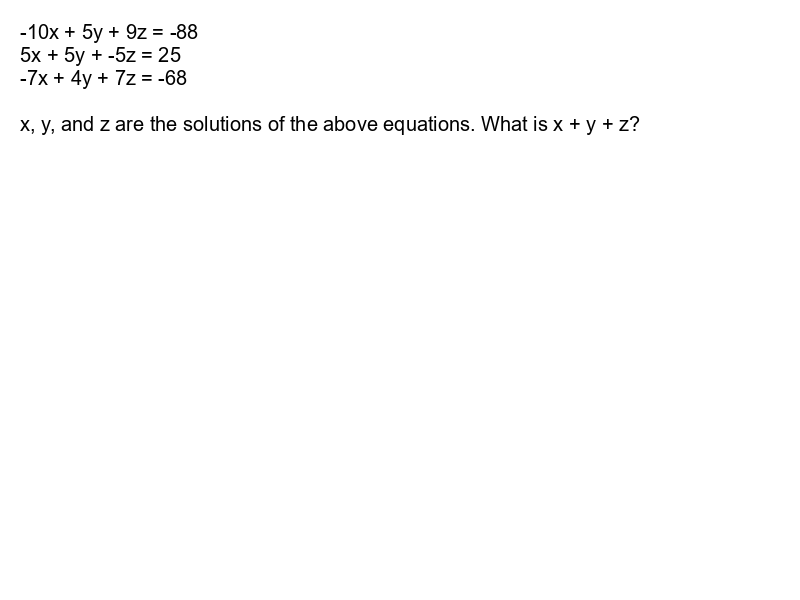 -10x + 5y + 9z = -88
5x + 5y + -5z = 25
-7x + 4y + 7z = -68
x, y, and z are the solutions of the above equations. What is x + y + z?